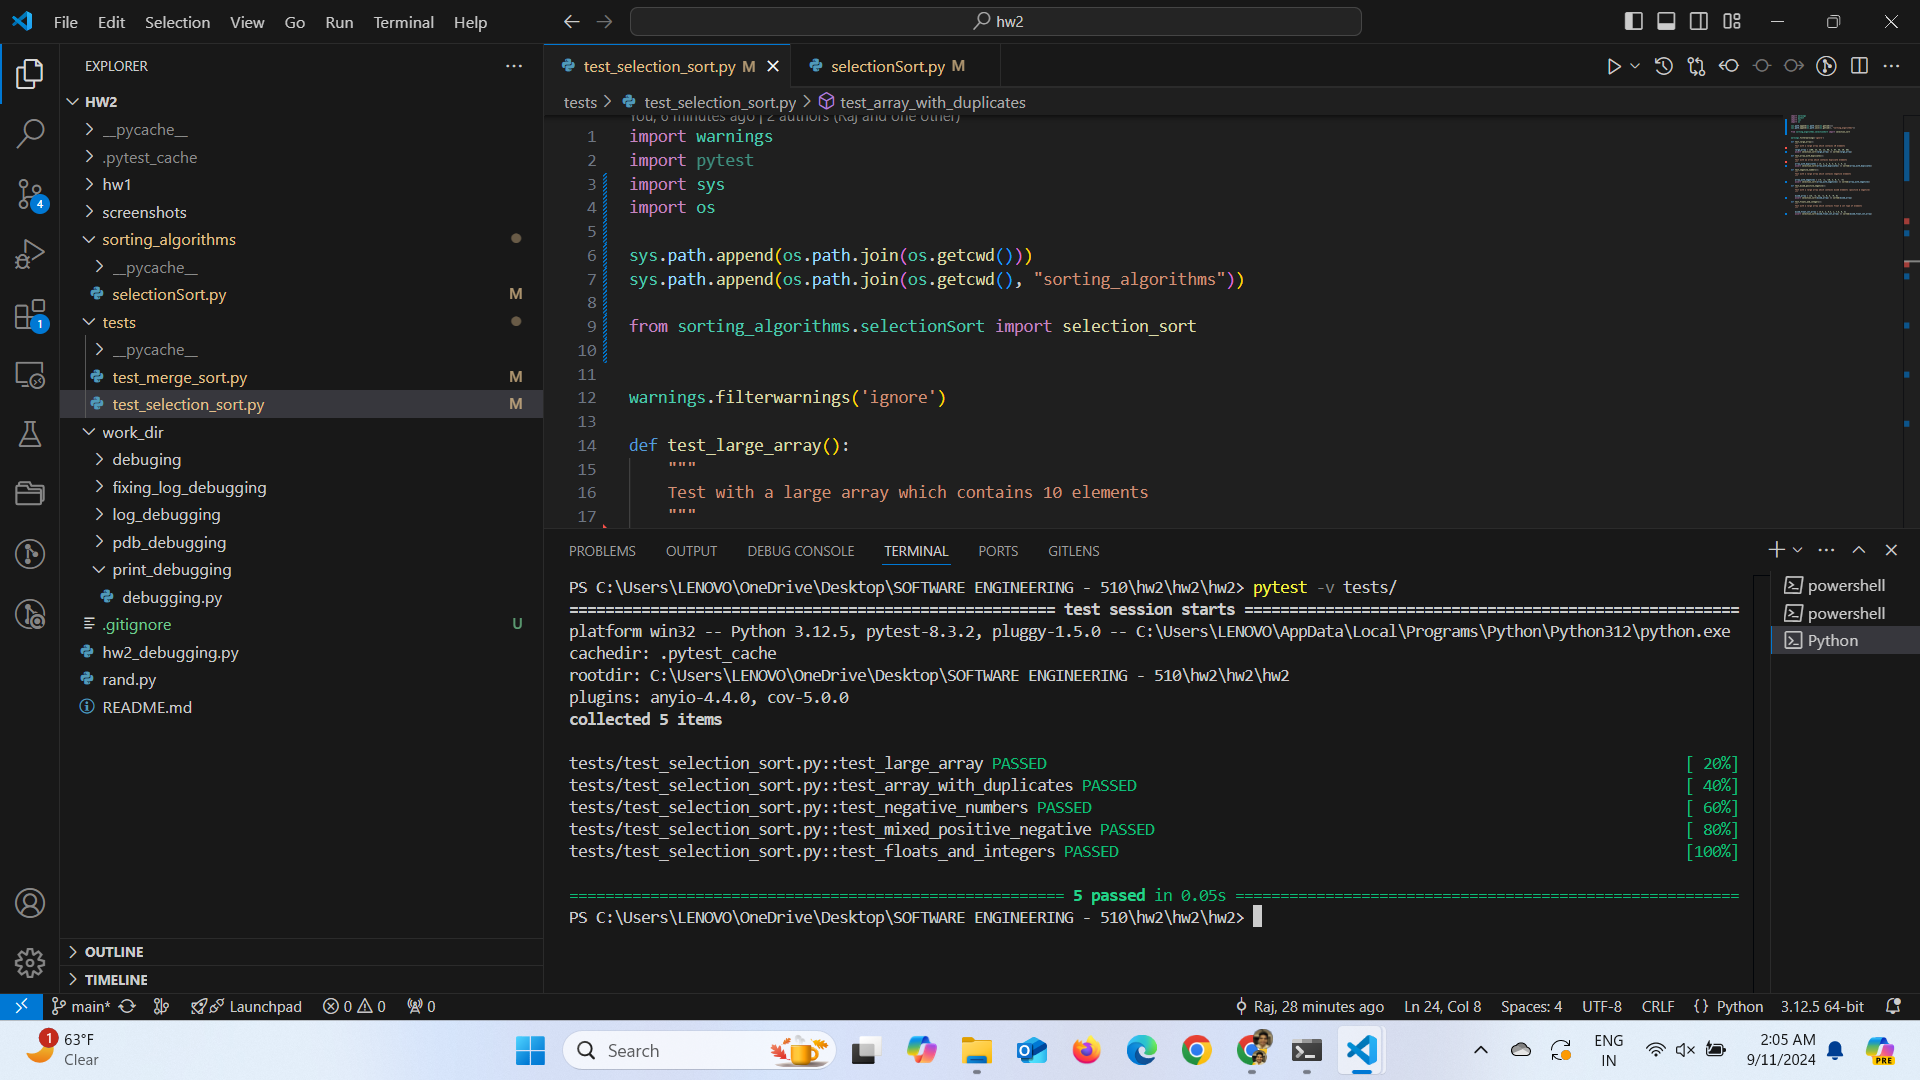 File Edit Selection View Go Run Terminal Help
hw2
EXPLORER
HW2
__pycache__
.pytest_cache
hw1
screenshots
sorting_algorithms
__pycache__
selectionSort.py M
tests
__pycache__
test_merge_sort.py M
test_selection_sort.py M
work_dir
debuging
fixing_log_debugging
log_debugging
pdb_debugging
print_debugging
debugging.py
.gitignore U
hw2_debugging.py
rand.py
README.md
OUTLINE
TIMELINE
4
1
test_selection_sort.py M
selectionSort.py M
tests > test_selection_sort.py > test_array_with_duplicates
You, 6 minutes ago | 2 authors (Raj and one other)
1 import warnings
2 import pytest
3 import sys
4 import os
5
6 sys.path.append(os.path.join(os.getcwd()))
7 sys.path.append(os.path.join(os.getcwd(), "sorting_algorithms"))
8
9 from sorting_algorithms.selectionSort import selection_sort
10
11
12 warnings.filterwarnings('ignore')
13
14 def test_large_array():
15 """
16 Test with a large array which contains 10 elements
17 """
PROBLEMS OUTPUT DEBUG CONSOLE TERMINAL PORTS GITLENS
PS C:\Users\LENOVO\OneDrive\Desktop\SOFTWARE ENGINEERING - 510\hw2\hw2\hw2> pytest -v tests/
====================================================== test session starts =======================================================
platform win32 -- Python 3.12.5, pytest-8.3.2, pluggy-1.5.0 -- C:\Users\LENOVO\AppData\Local\Programs\Python\Python312\python.exe
cachedir: .pytest_cache
rootdir: C:\Users\LENOVO\OneDrive\Desktop\SOFTWARE ENGINEERING - 510\hw2\hw2\hw2
plugins: anyio-4.4.0, cov-5.0.0
collected 5 items
tests/test_selection_sort.py::test_large_array PASSED [ 20%]
tests/test_selection_sort.py::test_array_with_duplicates PASSED [ 40%]
tests/test_selection_sort.py::test_negative_numbers PASSED [ 60%]
tests/test_selection_sort.py::test_mixed_positive_negative PASSED [ 80%]
tests/test_selection_sort.py::test_floats_and_integers PASSED [100%]
======================================================= 5 passed in 0.05s ========================================================
PS C:\Users\LENOVO\OneDrive\Desktop\SOFTWARE ENGINEERING - 510\hw2\hw2\hw2>
powershell
powershell
Python
main* Launchpad 0 0 0 Raj, 28 minutes ago Ln 24, Col 8 Spaces: 4 UTF-8 CRLF { } Python 3.12.5 64-bit
1
63°F
Clear
Search
ENG
IN
2:05 AM
9/11/2024
PRE